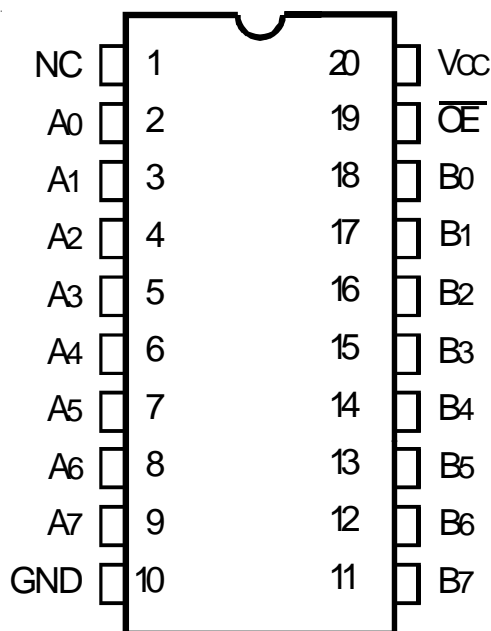 NC 1 20 VCC
A0 2 19 O̅E̅
A1 3 18 B0
A2 4 17 B1
A3 5 16 B2
A4 6 15 B3
A5 7 14 B4
A6 8 13 B5
A7 9 12 B6
GND 10 11 B7